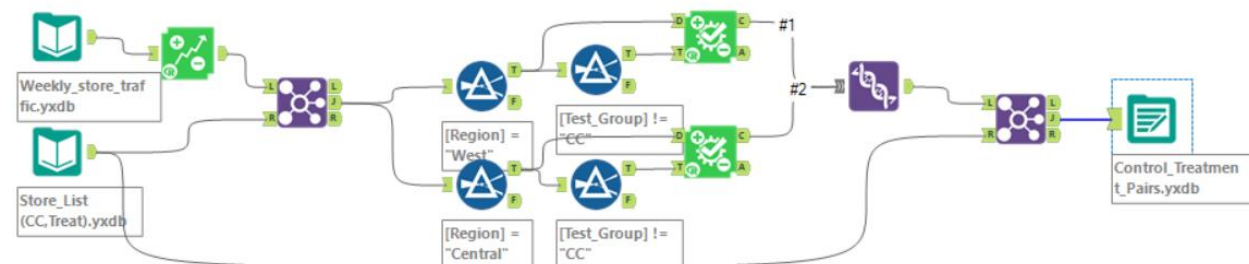 Weekly_store_traf
fic.yxdb
Store_List
(CC,Treat).yxdb
L
R
L
J
R
[Region] =
"West"
T
F
[Test_Group] !=
"CC"
T
F
D
T
C
A
#1
[Region] =
"Central"
T
F
[Test_Group] !=
"CC"
T
F
D
T
C
A
#2
L
R
L
J
R
Control_Treatmen
t_Pairs.yxdb